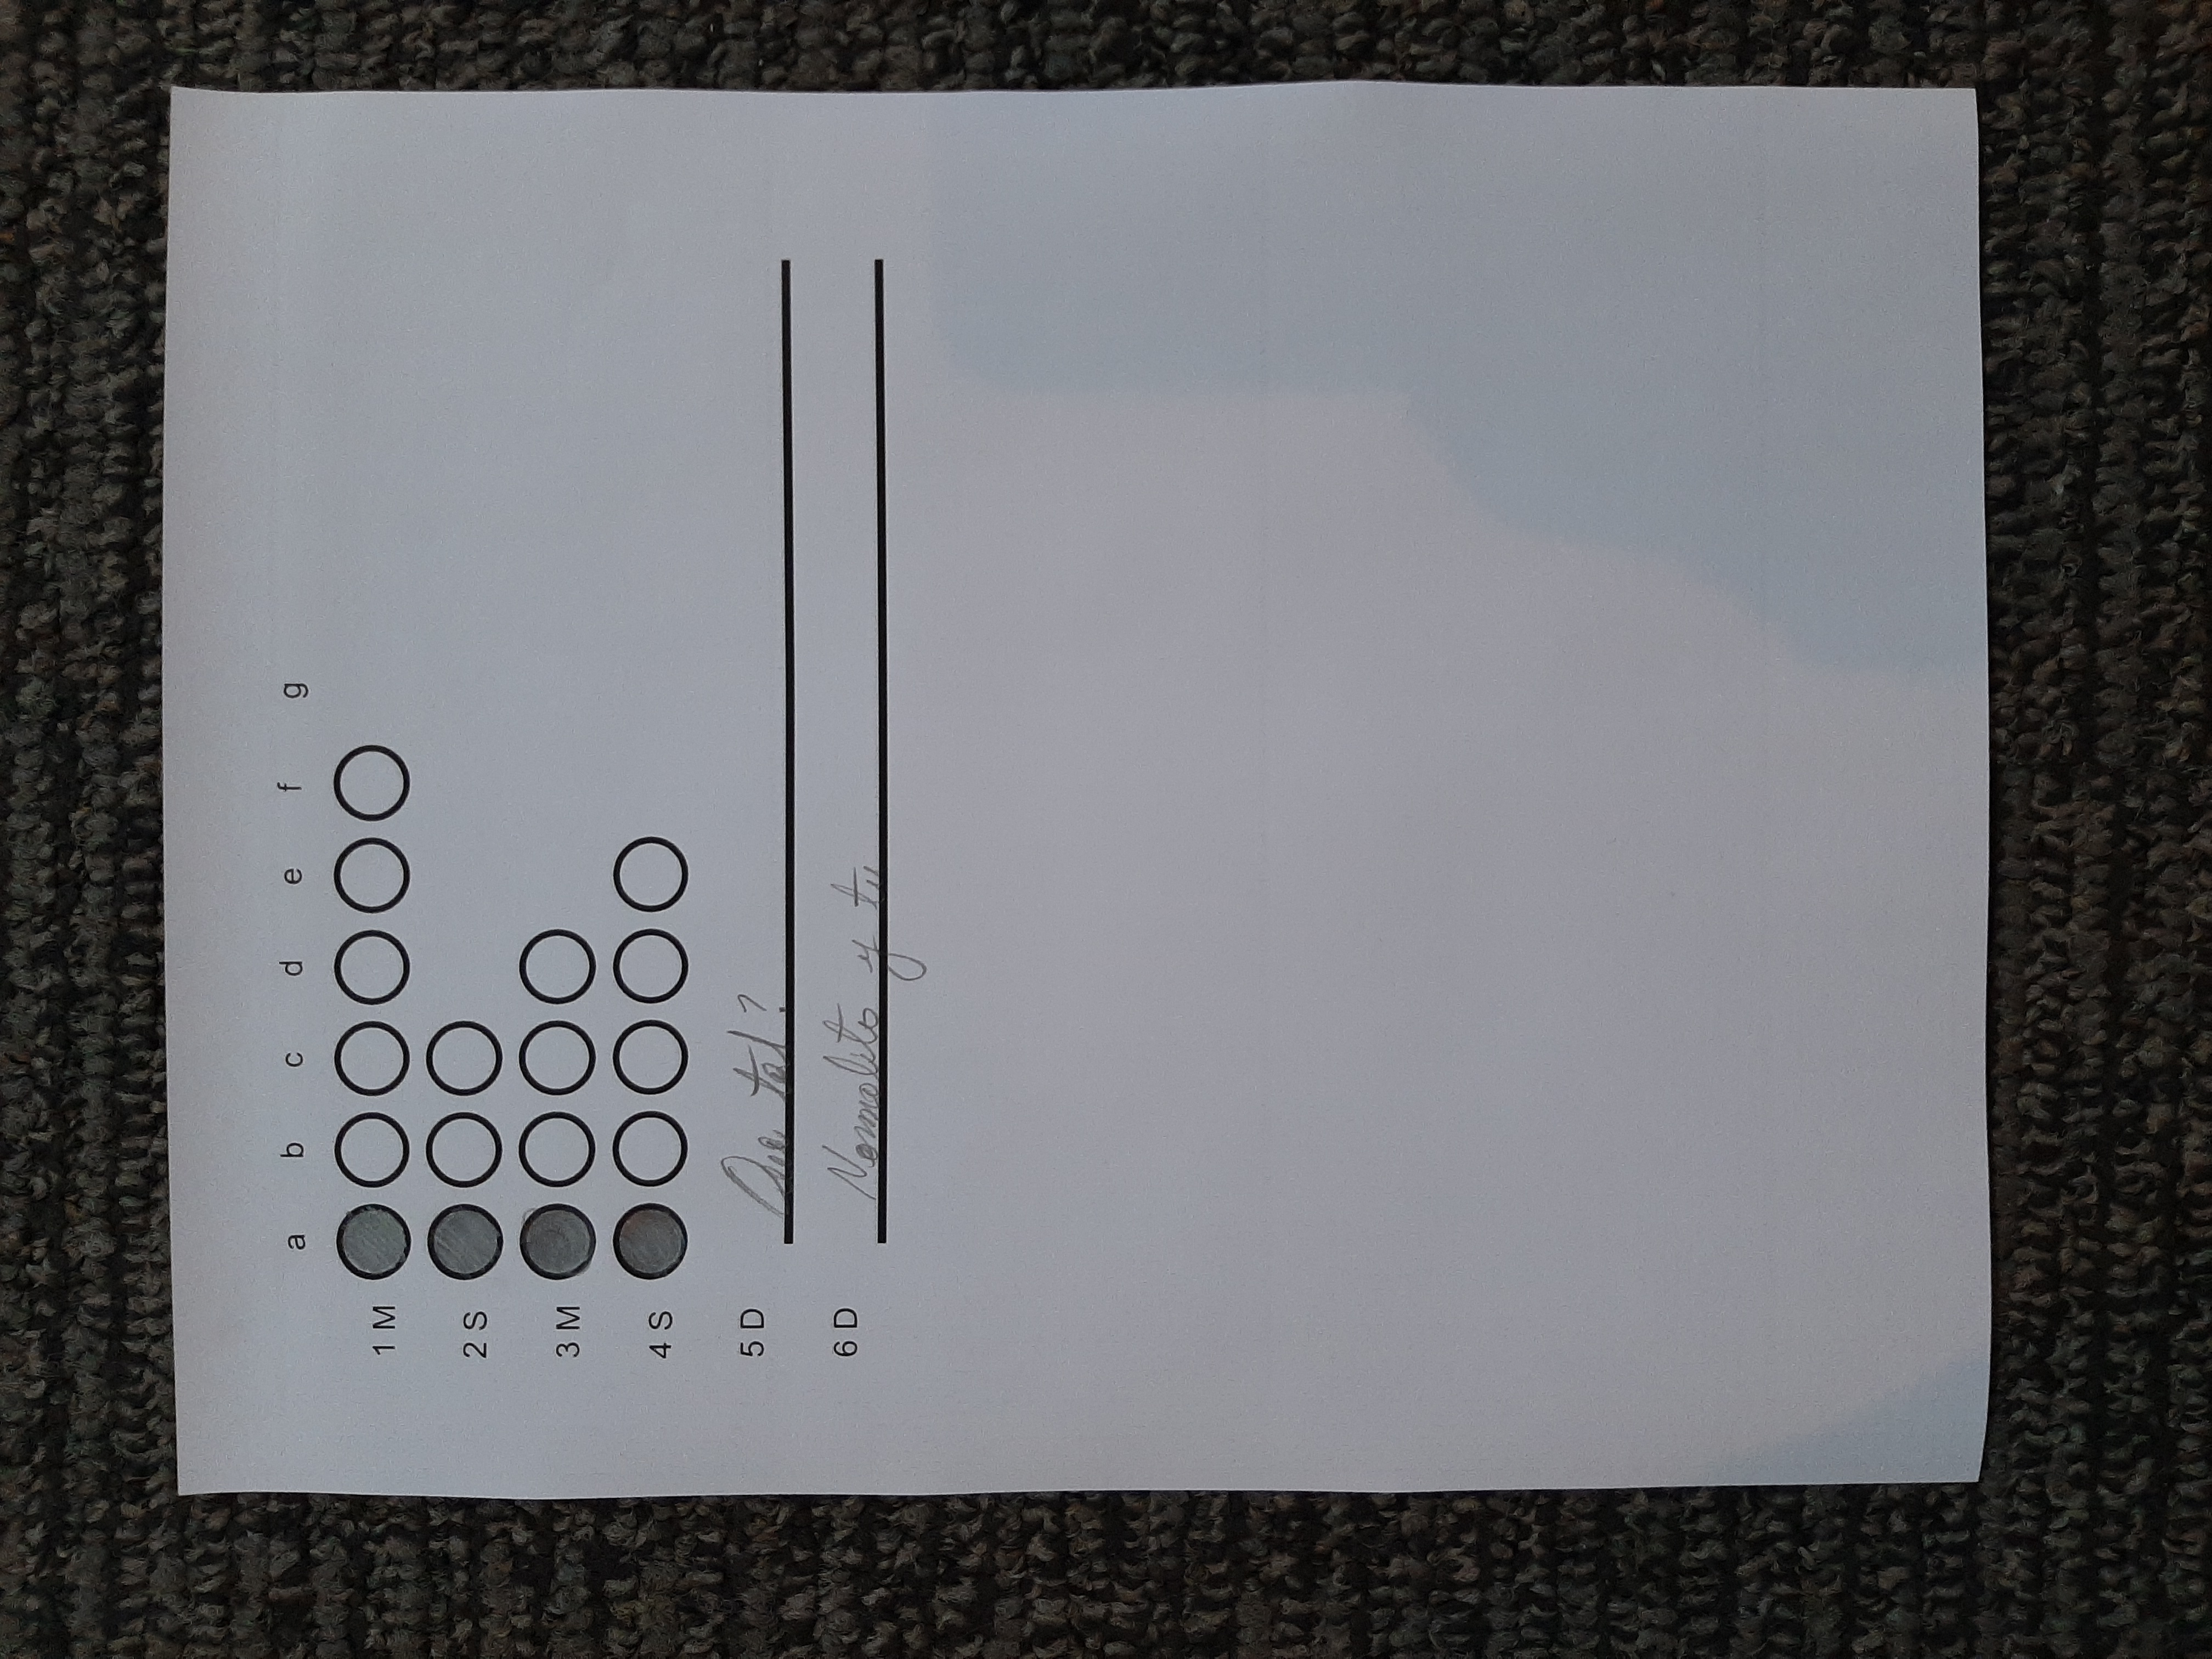 a b c d e f g
1 M
2 S
3 M
4 S
5 D Que tal?
6 D Normalito y tu